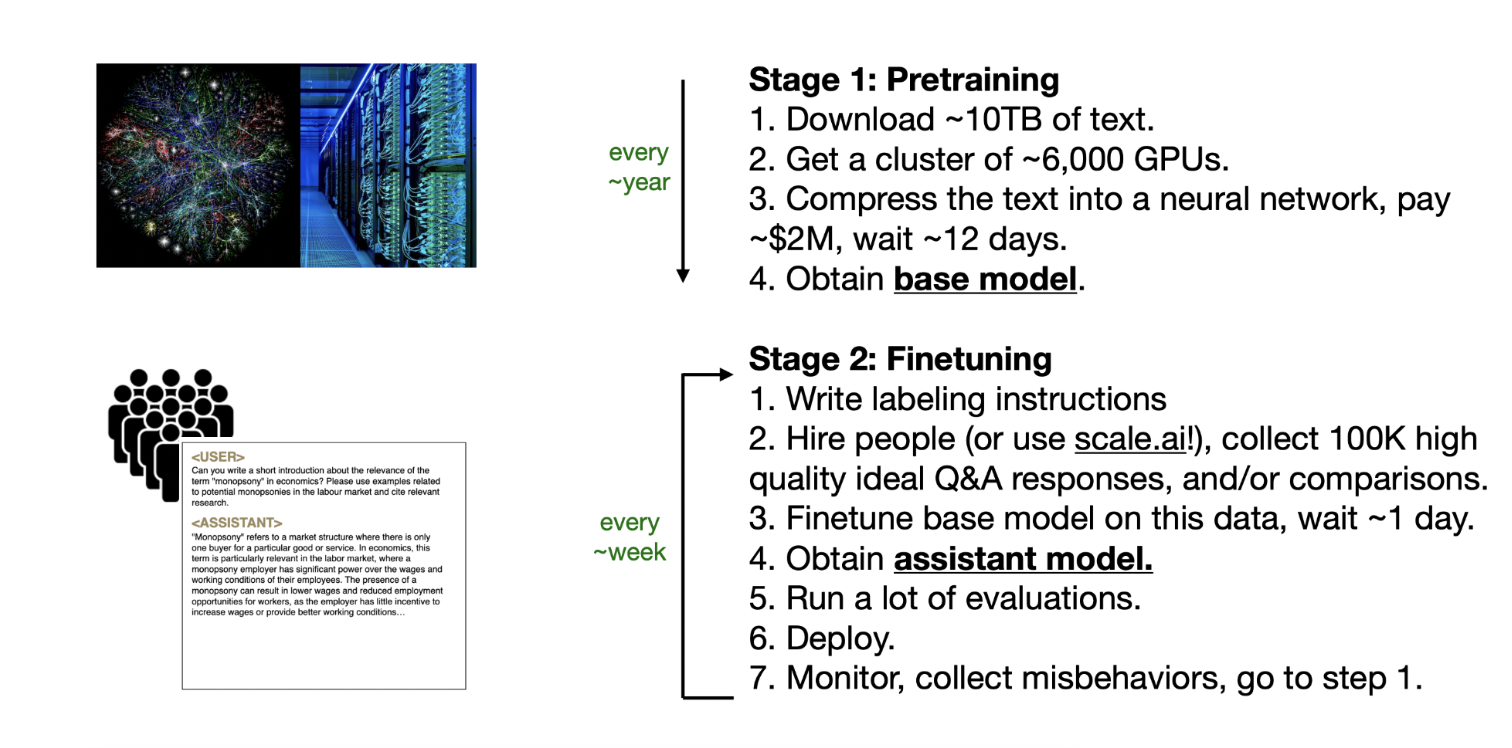 Stage 1: Pretraining
1. Download ~10TB of text.
2. Get a cluster of ~6,000 GPUs.
3. Compress the text into a neural network, pay
~$2M, wait ~12 days.
4. Obtain base model.
every
~year
Stage 2: Finetuning
1. Write labeling instructions
2. Hire people (or use scale.ai!), collect 100K high
quality ideal Q&A responses, and/or comparisons.
3. Finetune base model on this data, wait ~1 day.
4. Obtain assistant model.
5. Run a lot of evaluations.
6. Deploy.
7. Monitor, collect misbehaviors, go to step 1.
every
~week
<USER>
Can you write a short introduction about the relevance of the
term "monopsony" in economics? Please use examples related
to potential monopsonies in the labour market and cite relevant
research.
<ASSISTANT>
"Monopsony" refers to a market structure where there is only
one buyer for a particular good or service. In economics, this
term is particularly relevant in the labor market, where a
monopsony employer has significant power over the wages and
working conditions of their employees. The presence of a
monopsony can result in lower wages and reduced employment
opportunities for workers, as the employer has little incentive to
increase wages or provide better working conditions...